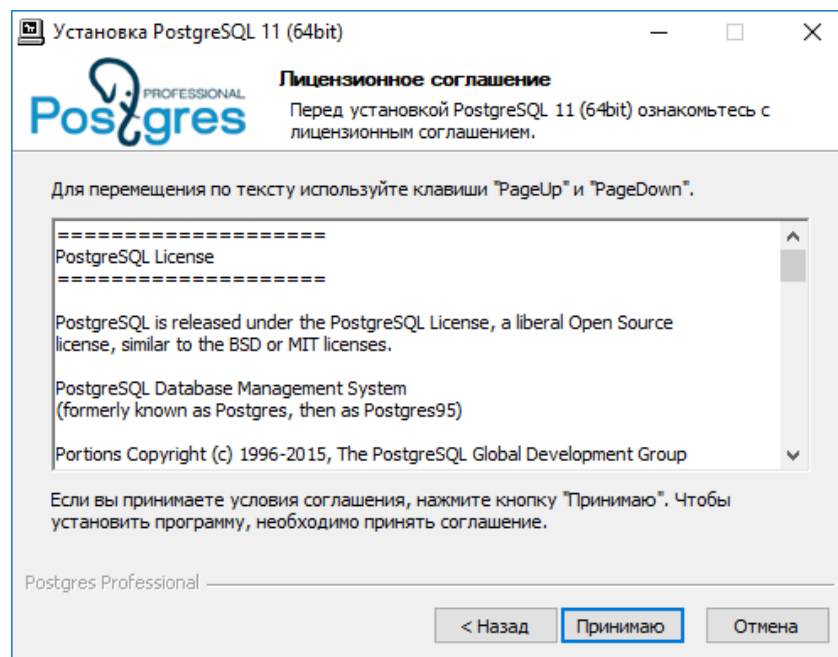 Установка PostgreSQL 11 (64bit)
PROFESSIONAL
Postgres
Лицензионное соглашение
Перед установкой PostgreSQL 11 (64bit) ознакомьтесь с
лицензионным соглашением.
Для перемещения по тексту используйте клавиши "PageUp" и "PageDown".
=====================
PostgreSQL License
=====================
PostgreSQL is released under the PostgreSQL License, a liberal Open Source
license, similar to the BSD or MIT licenses.
PostgreSQL Database Management System
(formerly known as Postgres, then as Postgres95)
Portions Copyright (c) 1996-2015, The PostgreSQL Global Development Group
Если вы принимаете условия соглашения, нажмите кнопку "Принимаю". Чтобы
установить программу, необходимо принять соглашение.
Postgres Professional
< Назад Принимаю Отмена